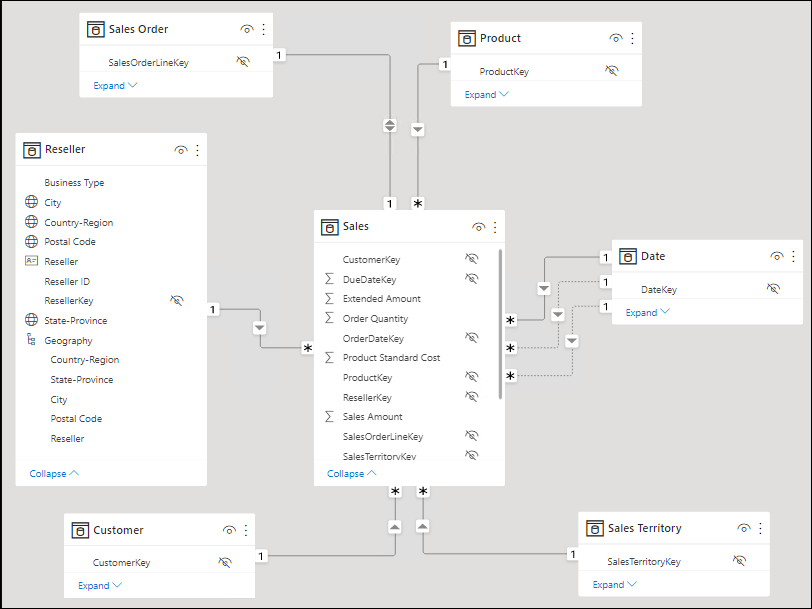 Sales Order
SalesOrderLineKey
Expand
Product
ProductKey
Expand
Reseller
Business Type
City
Country-Region
Postal Code
Reseller
Reseller ID
ResellerKey
State-Province
Geography
Country-Region
State-Province
City
Postal Code
Reseller
Collapse
Sales
CustomerKey
DueDateKey
Extended Amount
Order Quantity
OrderDateKey
Product Standard Cost
ProductKey
ResellerKey
Sales Amount
SalesOrderLineKey
SalesTerritoryKey
Collapse
Date
DateKey
Expand
Customer
CustomerKey
Expand
Sales Territory
SalesTerritoryKey
Expand
1
1
1
*
1
*
1
1
1
*
*
*
*
*
1
1